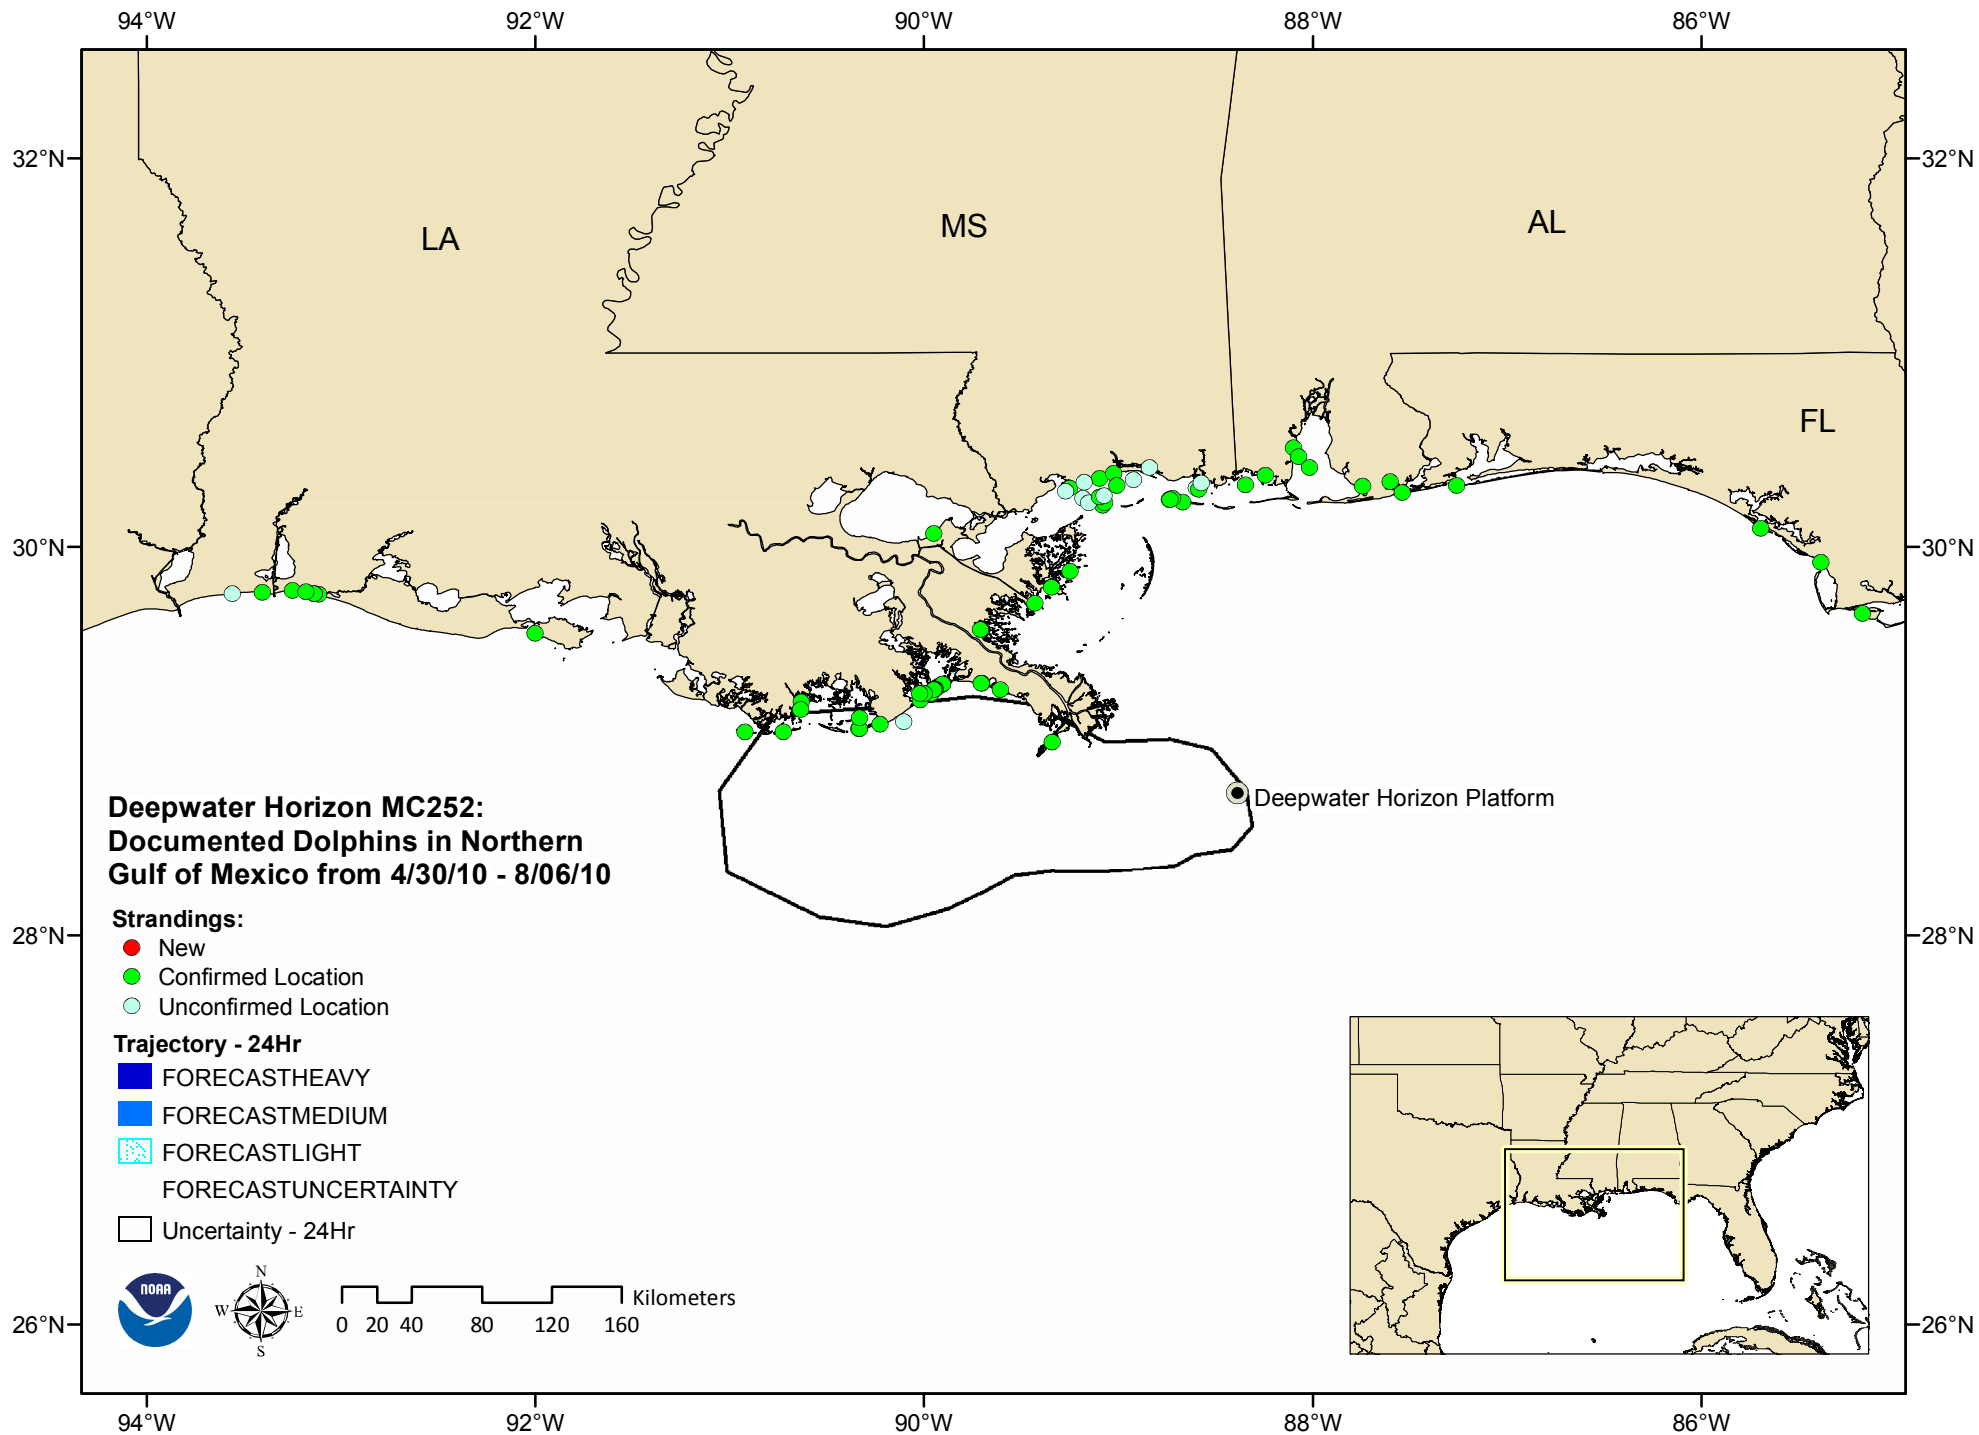 94°W 92°W 90°W 88°W 86°W
32°N 32°N
LA MS AL
FL
30°N 30°N
Deepwater Horizon Platform
Deepwater Horizon MC252:
Documented Dolphins in Northern
Gulf of Mexico from 4/30/10 - 8/06/10
Strandings:
New
Confirmed Location
Unconfirmed Location
28°N 28°N
Trajectory - 24Hr
FORECASTHEAVY
FORECASTMEDIUM
FORECASTLIGHT
FORECASTUNCERTAINTY
Uncertainty - 24Hr
NOAA
N
W E
S
Kilometers
0 20 40 80 120 160
26°N 26°N
94°W 92°W 90°W 88°W 86°W